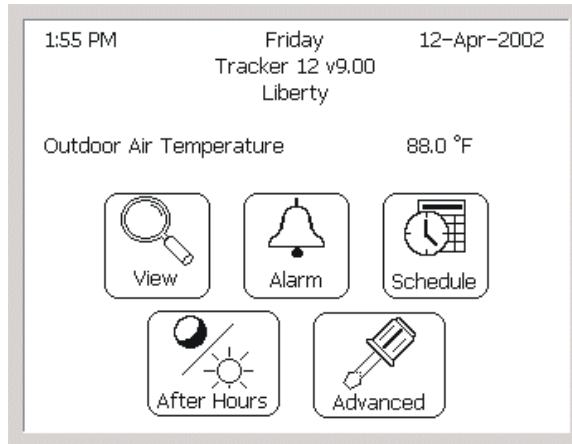 1:55 PM Friday 12-Apr-2002
Tracker 12 v9.00
Liberty
Outdoor Air Temperature 88.0 °F
View Alarm Schedule
After Hours Advanced